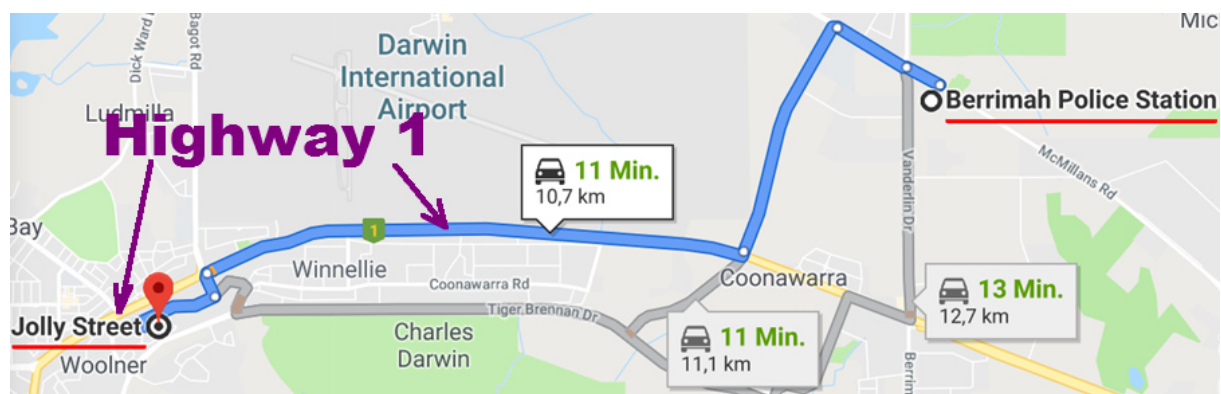 Mic
Dick Ward
Bagot Rd
Darwin
International
Airport
Ludmilla
Highway 1
Berrimah Police Station
11 Min.
10,7 km
McMillans Rd
Vanderlin Dr
Bay
1
Winnellie
Coonawarra Rd
Coonawarra
Tiger Brennan Dr
13 Min.
12,7 km
Jolly Street
Woolner
Charles
Darwin
11 Min.
11,1 km
Berrim